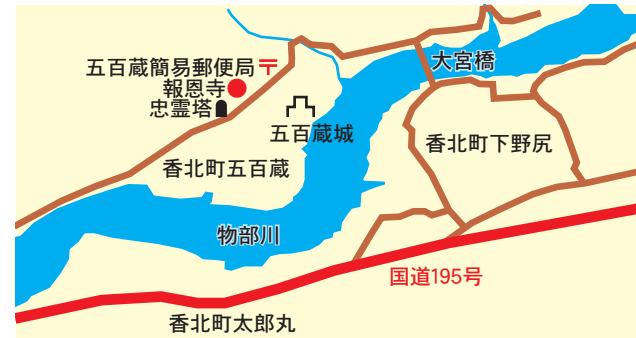 大宮橋
五百蔵簡易郵便局〒
報恩寺
忠霊塔
五百蔵城
香北町下野尻
香北町五百蔵
物部川
国道195号
香北町太郎丸